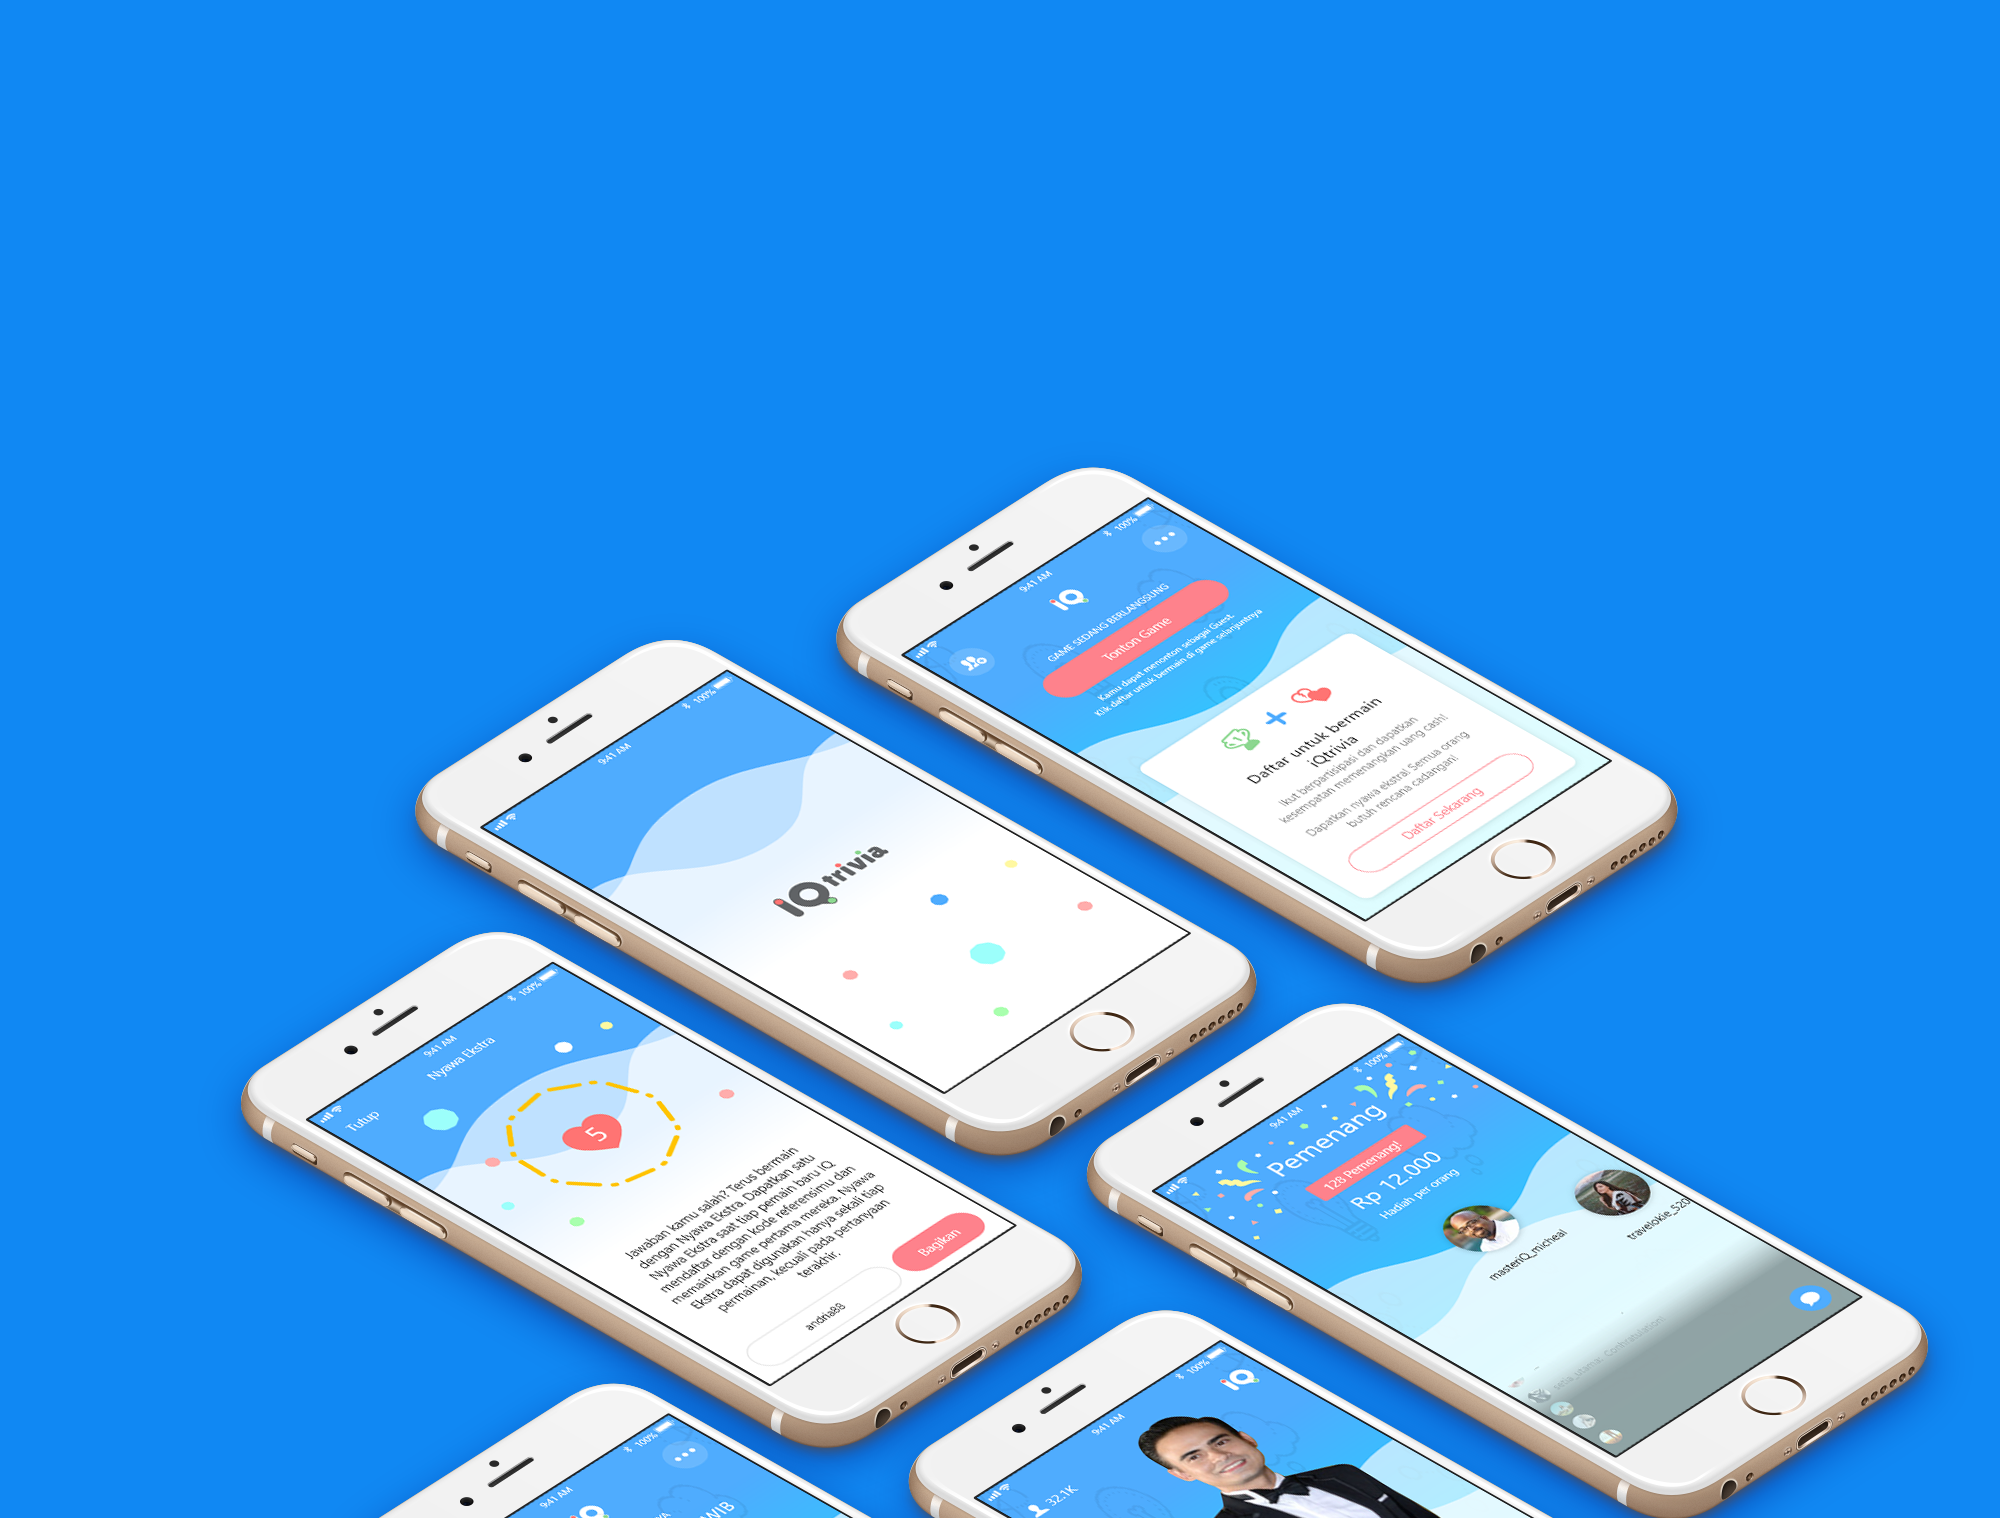 100%
9:41 AM
iQ
GAME SEDANG BERLANGSUNG
Tonton Game
Kamu dapat menonton sebagai Guest.
Klik daftar untuk bermain di game selanjuntnya
Daftar untuk bermain
iQtrivia
Ikut berpartisipasi dan dapatkan
kesempatan memenangkan uang cash!
Dapatkan nyawa ekstra! Semua orang
butuh rencana cadangan!
Daftar Sekarang
100%
9:41 AM
iQtrivia
100%
9:41 AM
Nyawa Ekstra
Tutup
5
Jawaban kamu salah? Terus bermain
dengan Nyawa Ekstra. Dapatkan satu
Nyawa Ekstra saat tiap pemain baru IQ
mendaftar dengan kode referensimu dan
memainkan game pertama mereka. Nyawa
Ekstra dapat digunakan hanya sekali tiap
permainan, kecuali pada pertanyaan
terakhir.
andria88
Bagikan
100%
9:41 AM
Pemenang
128 Pemenang!
Rp 12.000
Hadiah per orang
masteriQ_micheal
travelokie_520
100%
9:41 AM
iQ
32.1K
100%
9:41 AM
iQ
WIB